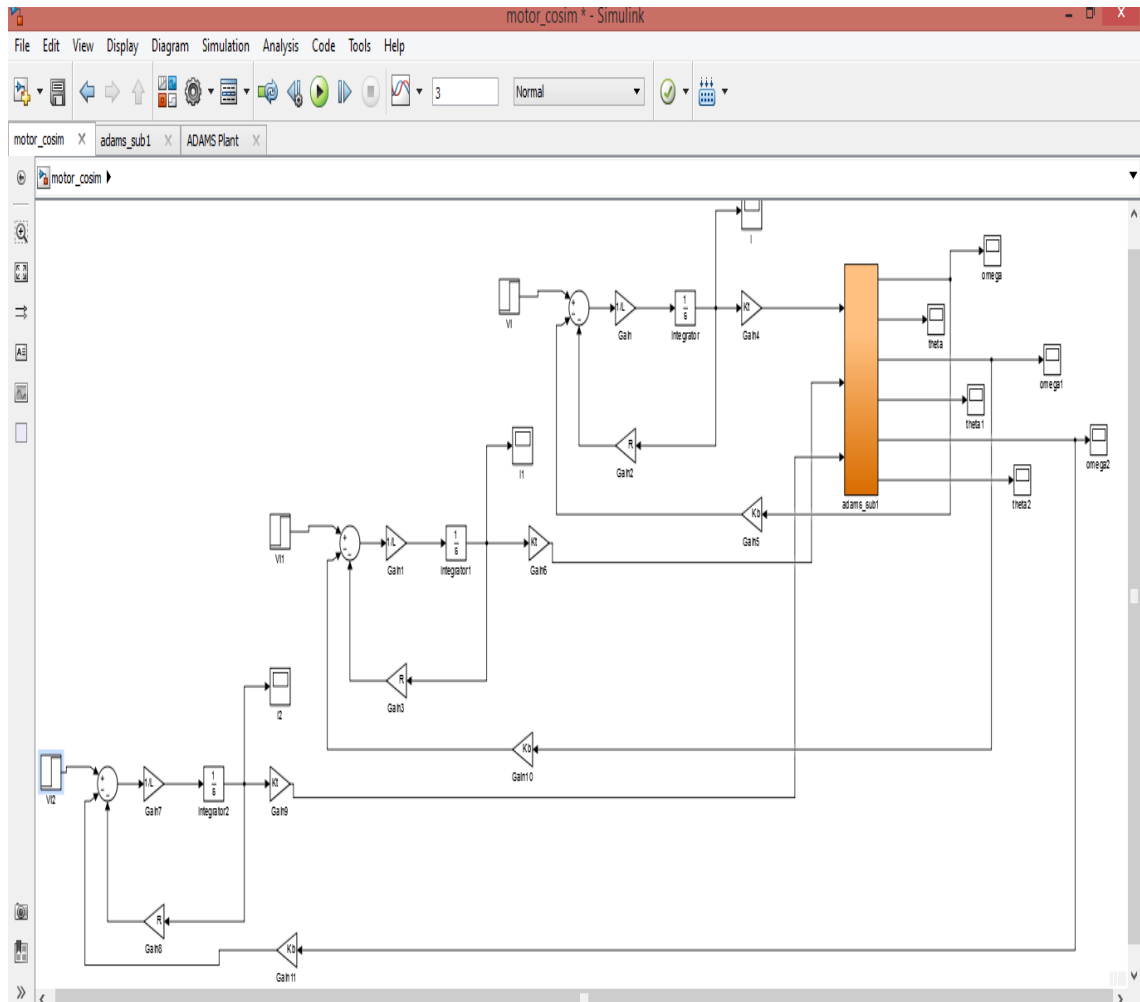 motor_cosim * - Simulink
X
File Edit View Display Diagram Simulation Analysis Code Tools Help
3 Normal
motor_cosim X adams_sub1 X ADAMS Plant X
motor_cosim
I
omega
VI
+
−
−
1/L
Gain
1
s
Integrator
Kt
Gain4
theta
omega1
theta1
R
Gain2
I1
omega2
theta2
adams_sub1
Kb
Gain5
VI1
+
−
−
1/L
Gain1
1
s
Integrator1
Kt
Gain6
R
Gain3
I2
Kb
Gain10
VI2
+
−
−
1/L
Gain7
1
s
Integrator2
Kt
Gain9
R
Gain8
Kb
Gain11